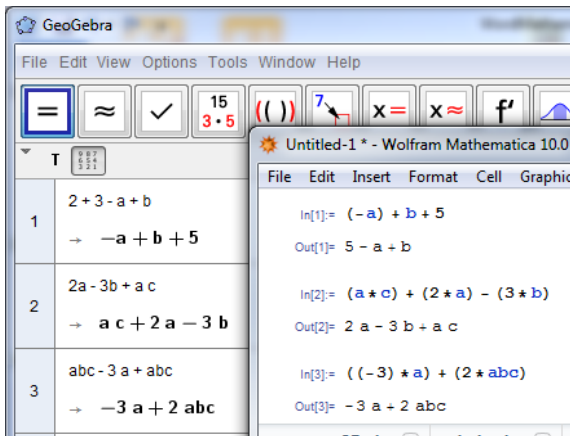 GeoGebra
File Edit View Options Tools Window Help
= ≈ ✓ 15 3 • 5 (( )) 7 x = x ≈ f'
T
1
2 + 3 - a + b
→ -a + b + 5
2
2a - 3b + a c
→ a c + 2 a - 3 b
3
abc - 3 a + abc
→ -3 a + 2 abc
Untitled-1 * - Wolfram Mathematica 10.0
File Edit Insert Format Cell Graphic
In[1]:= (-a) + b + 5
Out[1]= 5 - a + b
In[2]:= (a * c) + (2 * a) - (3 * b)
Out[2]= 2 a - 3 b + a c
In[3]:= ((-3) * a) + (2 * abc)
Out[3]= -3 a + 2 abc